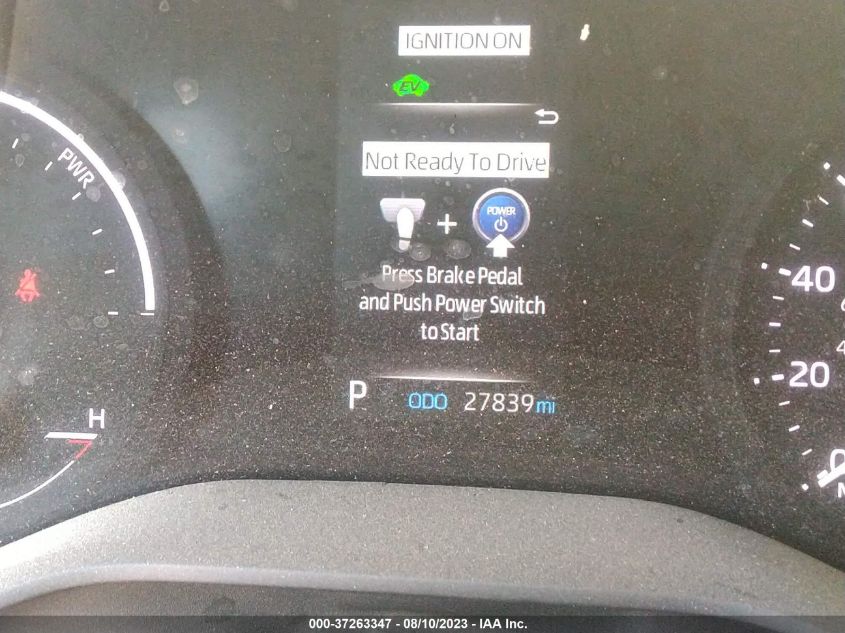 IGNITION ON
EV
PWR
Not Ready To Drive
POWER
+
Press Brake Pedal
and Push Power Switch
to Start
P ODO 27839 mi
H
40
20
0
000-37263347 - 08/10/2023 - IAA Inc.